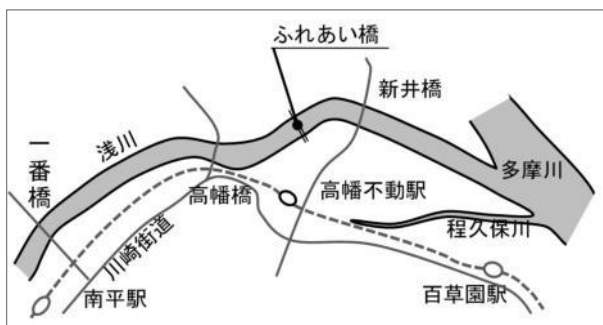 ふれあい橋
新井橋
一番橋
浅川
多摩川
高幡橋
高幡不動駅
程久保川
川崎街道
南平駅
百草園駅